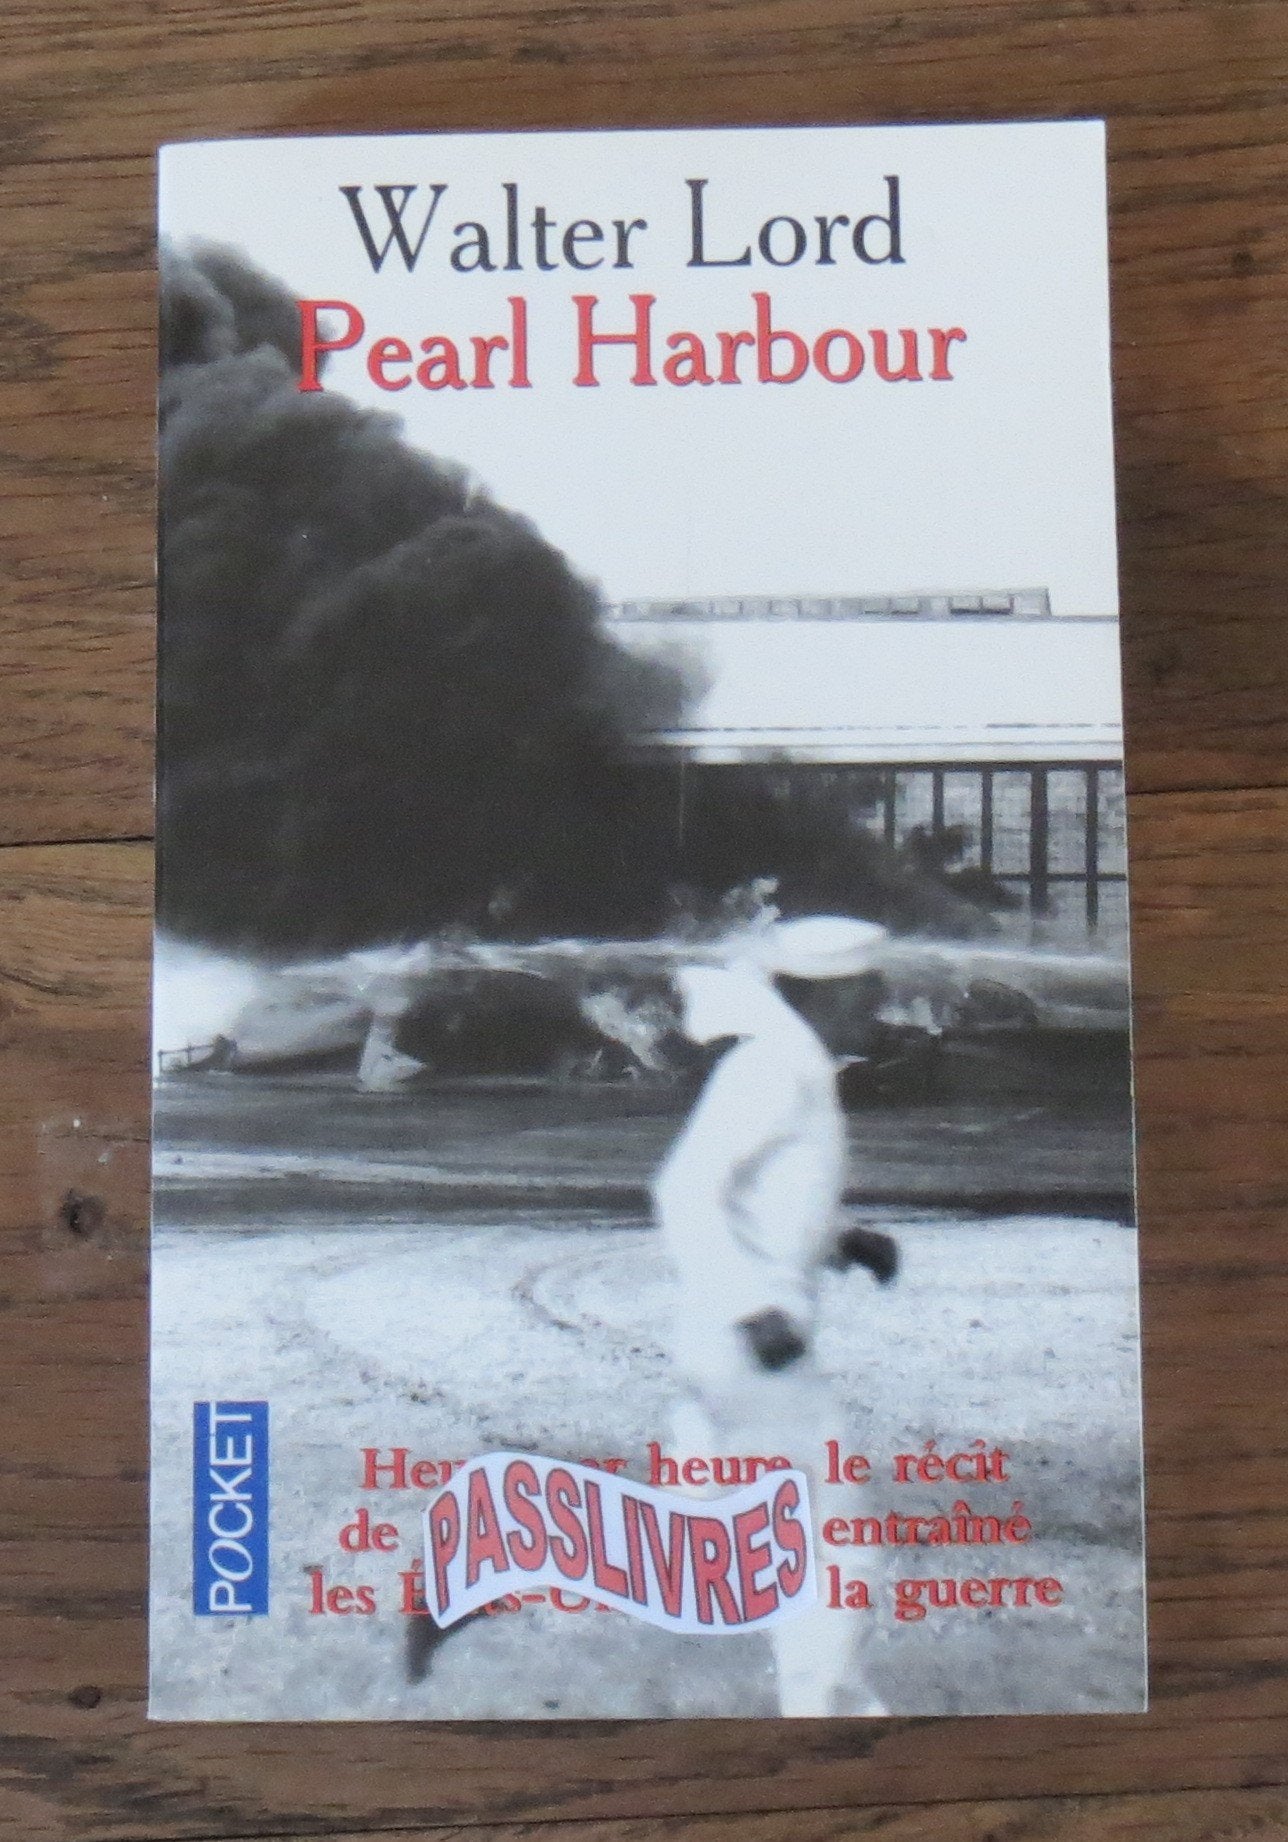 Walter Lord
Pearl Harbour
POCKET
heure, le récit
de entraîné
les la guerre
PASSLIVRES